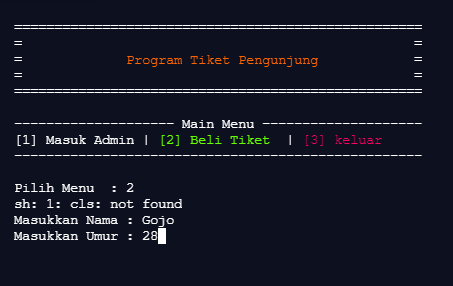 ===================================================
=                                                 =
=             Program Tiket Pengunjung            =
=                                                 =
===================================================
-------------------- Main Menu --------------------
[1] Masuk Admin | [2] Beli Tiket  | [3] keluar
---------------------------------------------------
Pilih Menu  : 2
sh: 1: cls: not found
Masukkan Nama : Gojo
Masukkan Umur : 28